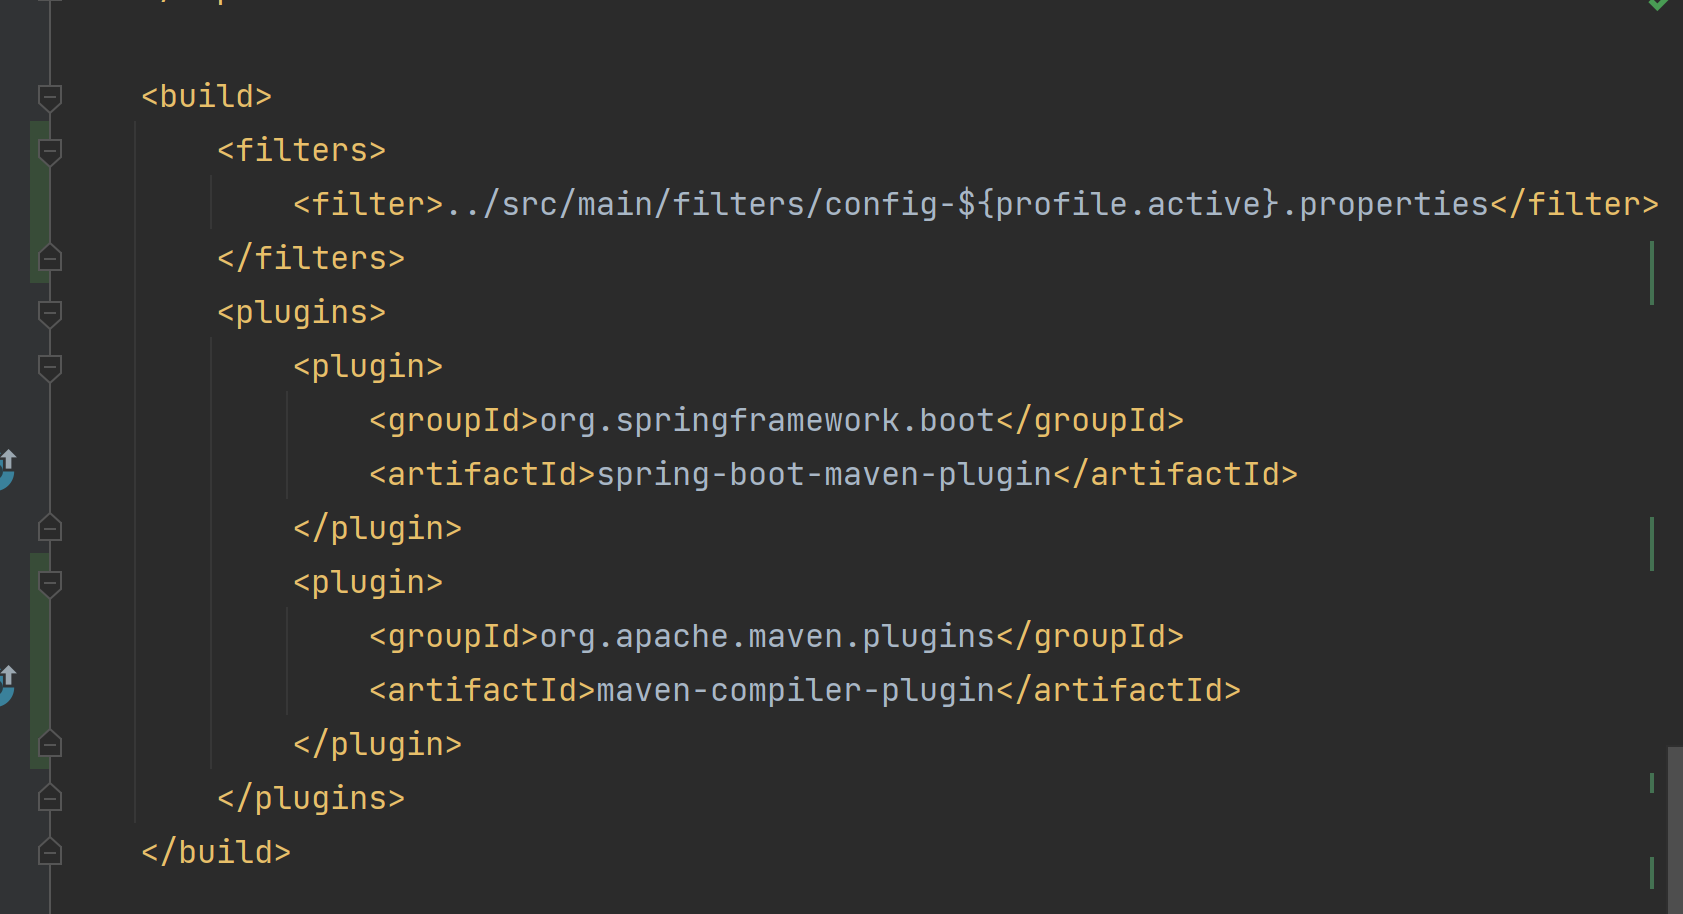 <build>
<filters>
<filter>../src/main/filters/config-${profile.active}.properties</filter>
</filters>
<plugins>
<plugin>
<groupId>org.springframework.boot</groupId>
<artifactId>spring-boot-maven-plugin</artifactId>
</plugin>
<plugin>
<groupId>org.apache.maven.plugins</groupId>
<artifactId>maven-compiler-plugin</artifactId>
</plugin>
</plugins>
</build>